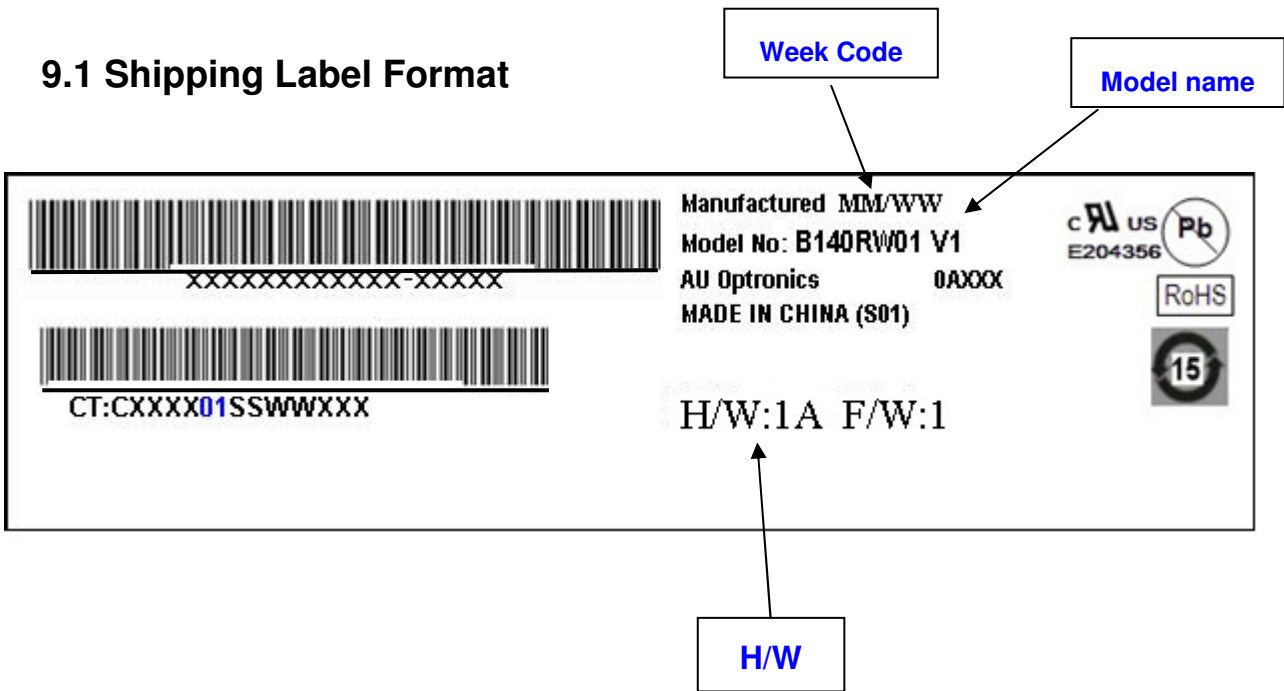 9.1 Shipping Label Format
Week Code
Model name
XXXXXXXXXXXX-XXXXX
CT:CXXXX01SSWWXXX
Manufactured MM/WW
Model No: B140RW01 V1
AU Optronics 0AXXX
MADE IN CHINA (S01)
H/W:1A F/W:1
c RU US
E204356
Pb
RoHS
15
H/W